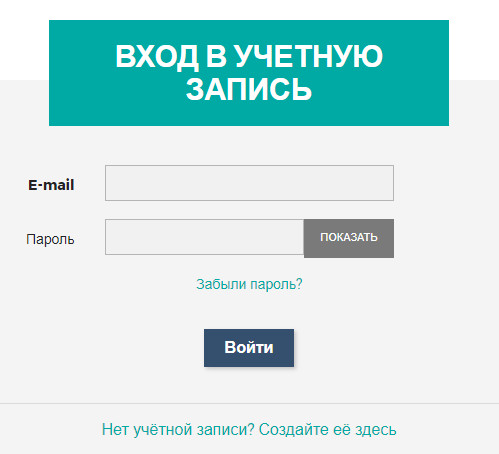 ВХОД В УЧЕТНУЮ
ЗАПИСЬ
E-mail
Пароль
ПОКАЗАТЬ
Забыли пароль?
Войти
Нет учётной записи? Создайте её здесь